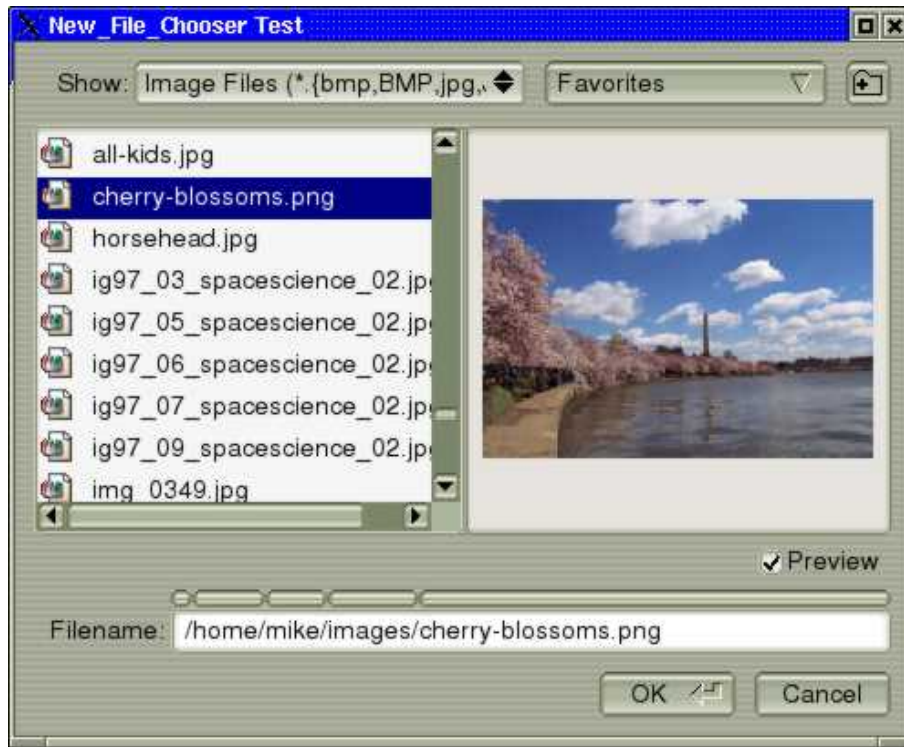 New_File_Chooser Test
Show: Image Files (*.{bmp,BMP,jpg, Favorites
all-kids.jpg
cherry-blossoms.png
horsehead.jpg
ig97_03_spacescience_02.jp
ig97_05_spacescience_02.jp
ig97_06_spacescience_02.jp
ig97_07_spacescience_02.jp
ig97_09_spacescience_02.jp
img_0349.jpg
Preview
Filename: /home/mike/images/cherry-blossoms.png
OK Cancel